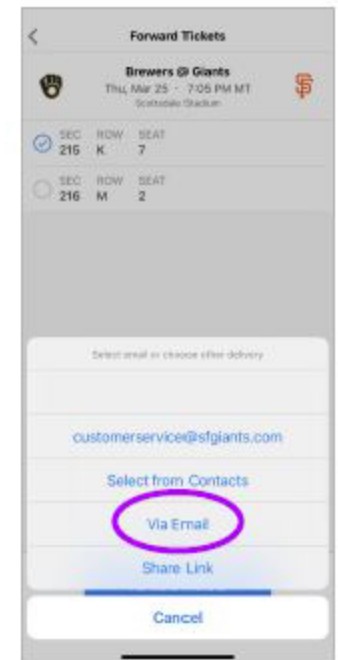 Forward Tickets
Brewers @ Giants
Thu, Mar 25 - 7:05 PM MT
Scottsdale Stadium
SEC ROW SEAT
215 K 7
SEC ROW SEAT
216 M 2
Select email or choose other delivery
customerservice@sfgiants.com
Select from Contacts
Via Email
Share Link
Cancel